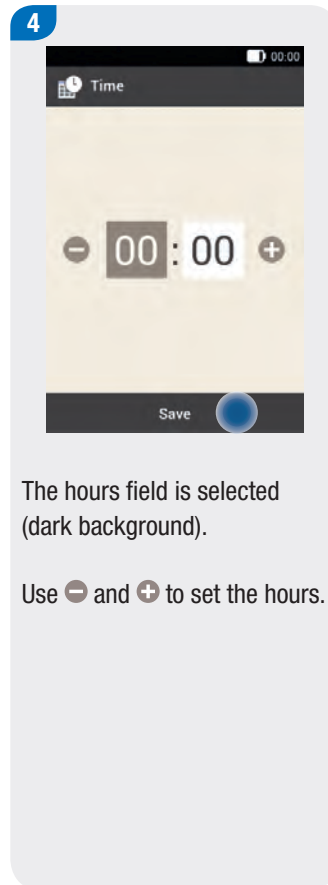 4
00:00
Time
00 : 00
Save
The hours field is selected
(dark background).
Use and to set the hours.